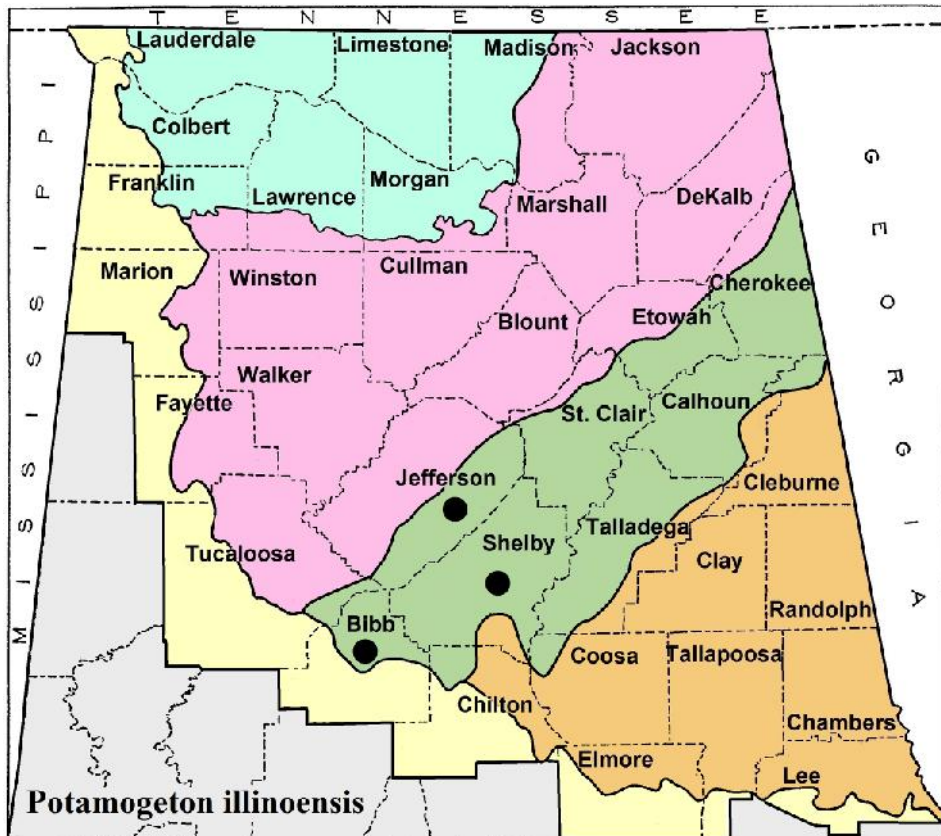 TENNESSEE
Lauderdale Limestone Madison Jackson
Colbert
Franklin Lawrence Morgan Marshall DeKalb
Marion Winston Cullman Cherokee
Blount Etowah
Walker
Fayette St. Clair Calhoun
Jefferson Cleburne
Tucaloosa Shelby Talladega
Clay
Bibb Randolph
Coosa Tallapoosa
Chilton Chambers
Elmore Lee
Potamogeton illinoensis
MISSISSIPPI
GEORGIA